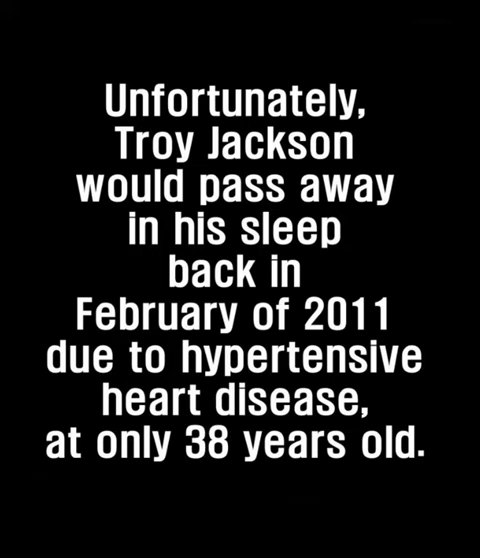 Unfortunately,
Troy Jackson
would pass away
in his sleep
back in
February of 2011
due to hypertensive
heart disease,
at only 38 years old.